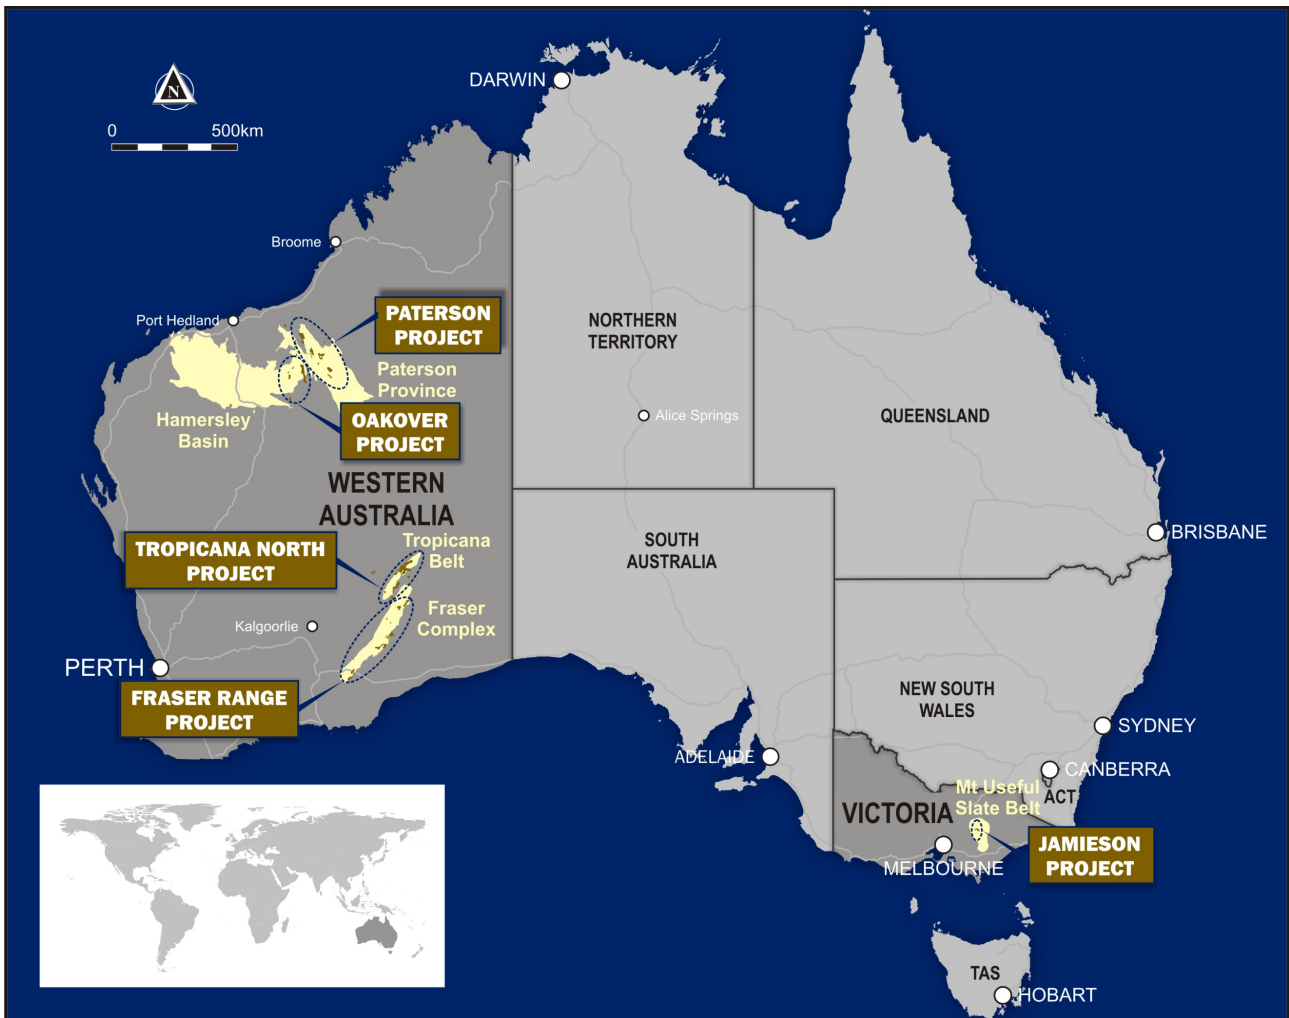 DARWIN
N
0 500km
Broome
Port Hedland
PATERSON
PROJECT
Paterson
Province
Hamersley
Basin
OAKOVER
PROJECT
NORTHERN
TERRITORY
Alice Springs
QUEENSLAND
WESTERN
AUSTRALIA
TROPICANA NORTH
PROJECT
Tropicana
Belt
SOUTH
AUSTRALIA
BRISBANE
Kalgoorlie
Fraser
Complex
PERTH
FRASER RANGE
PROJECT
NEW SOUTH
WALES
SYDNEY
ADELAIDE
CANBERRA
ACT
Mt Useful
Slate Belt
VICTORIA
MELBOURNE
JAMIESON
PROJECT
TAS
HOBART